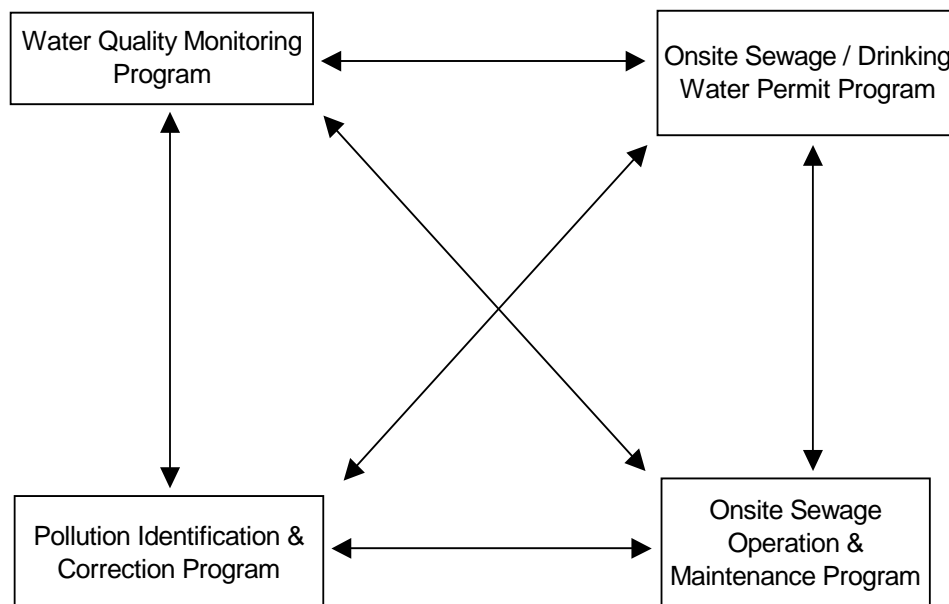 Water Quality Monitoring
Program
Onsite Sewage / Drinking
Water Permit Program
Pollution Identification &
Correction Program
Onsite Sewage
Operation &
Maintenance Program